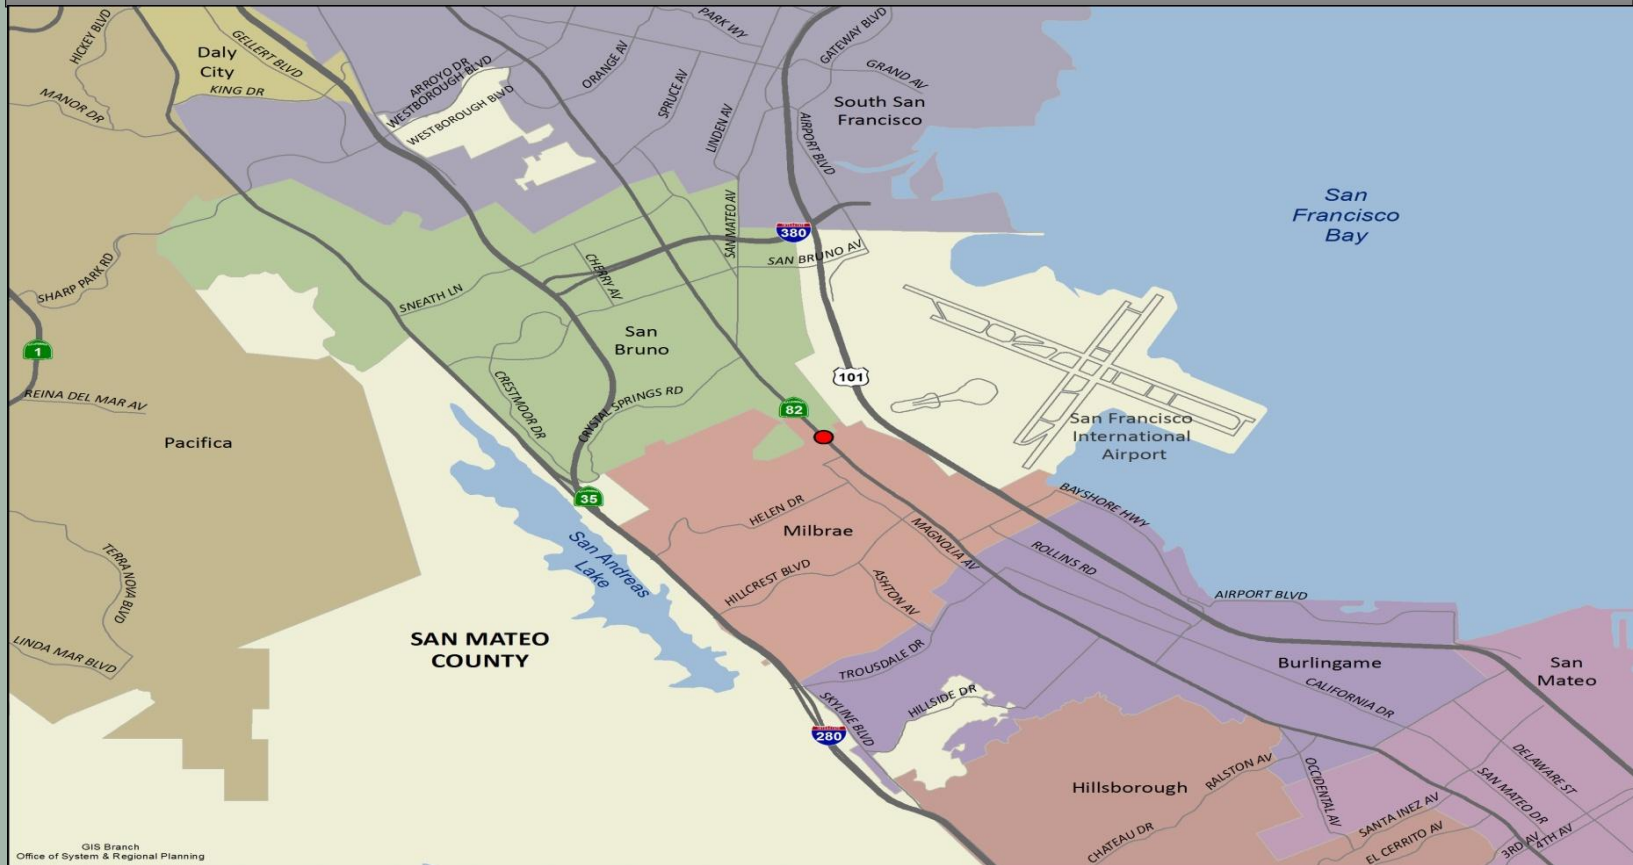 HICKEY BLVD
Daly
City
GELLERT BLVD
KING DR
MANOR DR
ARROYO DR
WESTBOROUGH BLVD
WESTBOROUGH BLVD
ORANGE AV
PARK WY
SPRUCE AV
LINDEN AV
GATEWAY BLVD
GRAND AV
South San
Francisco
AIRPORT BLVD
San
Francisco
Bay
SHARP PARK RD
SNEATH LN
CHERRY AV
SAN MATEO AV
380
SAN BRUNO AV
1
REINA DEL MAR AV
Pacifica
San
Bruno
CRESTMOOR DR
CRYSTAL SPRINGS RD
101
82
San Francisco
International
Airport
35
San Andreas
Lake
HELEN DR
Milbrae
MAGNOLIA AV
BAYSHORE HWY
ROLLINS RD
HILLCREST BLVD
ASHTON AV
AIRPORT BLVD
TERRA NOVA BLVD
LINDA MAR BLVD
SAN MATEO
COUNTY
TROUSDALE DR
SKYLINE BLVD
HILLSIDE DR
280
Burlingame
CALIFORNIA DR
San
Mateo
Hillsborough
RALSTON AV
CHATEAU DR
OCCIDENTAL AV
DELAWARE ST
SAN MATEO DR
SANTA INEZ AV
EL CERRITO AV
3RD AV
4TH AV
GIS Branch
Office of System & Regional Planning